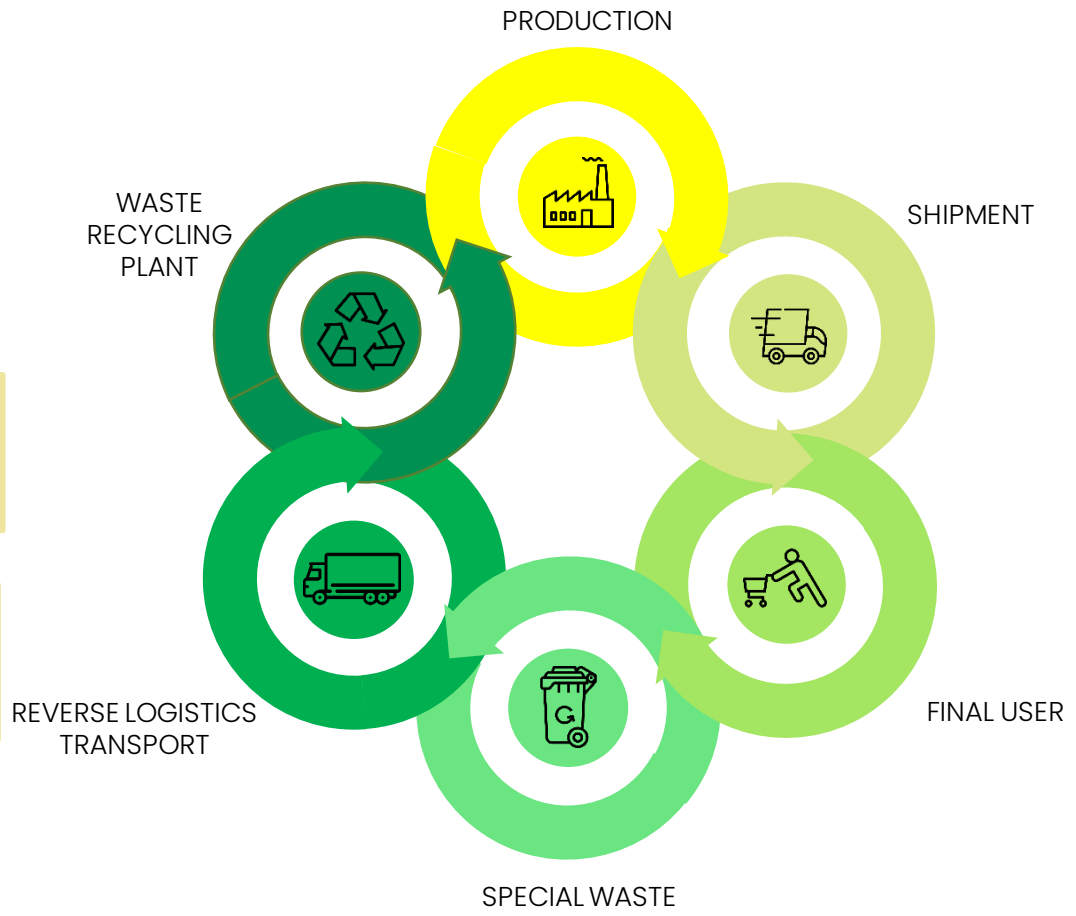 PRODUCTION
SHIPMENT
WASTE
RECYCLING
PLANT
REVERSE LOGISTICS
TRANSPORT
FINAL USER
SPECIAL WASTE